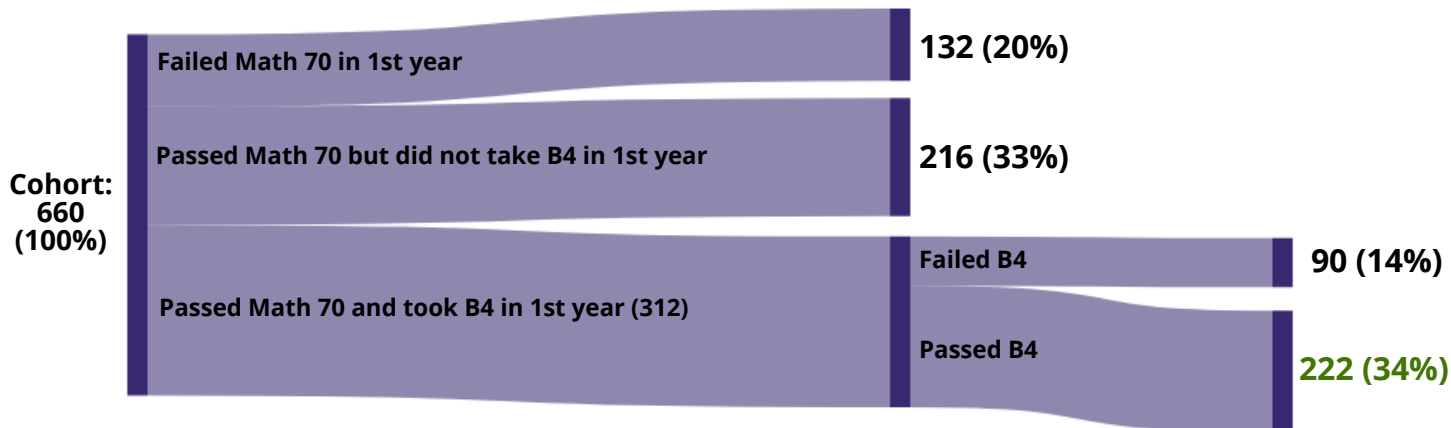 Failed Math 70 in 1st year
132 (20%)
Passed Math 70 but did not take B4 in 1st year
216 (33%)
Cohort:
660
(100%)
Passed Math 70 and took B4 in 1st year (312)
Failed B4
90 (14%)
Passed B4
222 (34%)